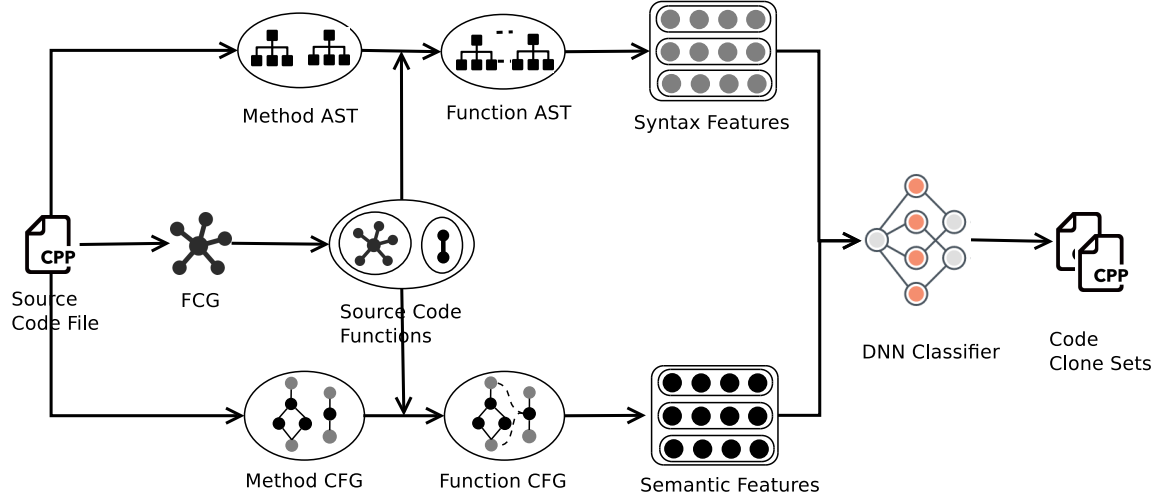 Method AST
Function AST
Syntax Features
CPP
Source
Code File
FCG
Source Code
Functions
DNN Classifier
CPP
Code
Clone Sets
Method CFG
Function CFG
Semantic Features